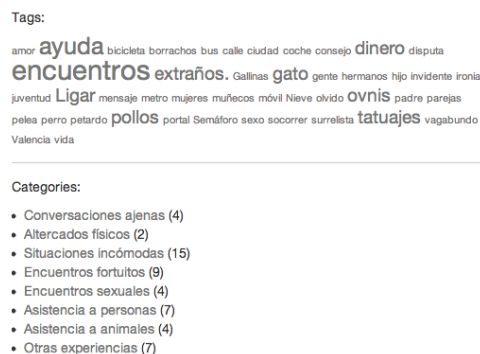 Tags:
amor ayuda bicicleta borrachos bus calle ciudad coche consejo dinero disputa
encuentros extraños. Gallinas gato gente hermanos hijo invidente ironia
juventud Ligar mensaje metro mujeres muñecos móvil Nieve olvido ovnis padre parejas
pelea perro petardo pollos portal Semáforo sexo socorrer surrelista tatuajes vagabundo
Valencia vida
Categories:
• Conversaciones ajenas (4)
• Altercados físicos (2)
• Situaciones incómodas (15)
• Encuentros fortuitos (9)
• Encuentros sexuales (4)
• Asistencia a personas (7)
• Asistencia a animales (4)
• Otras experiencias (7)